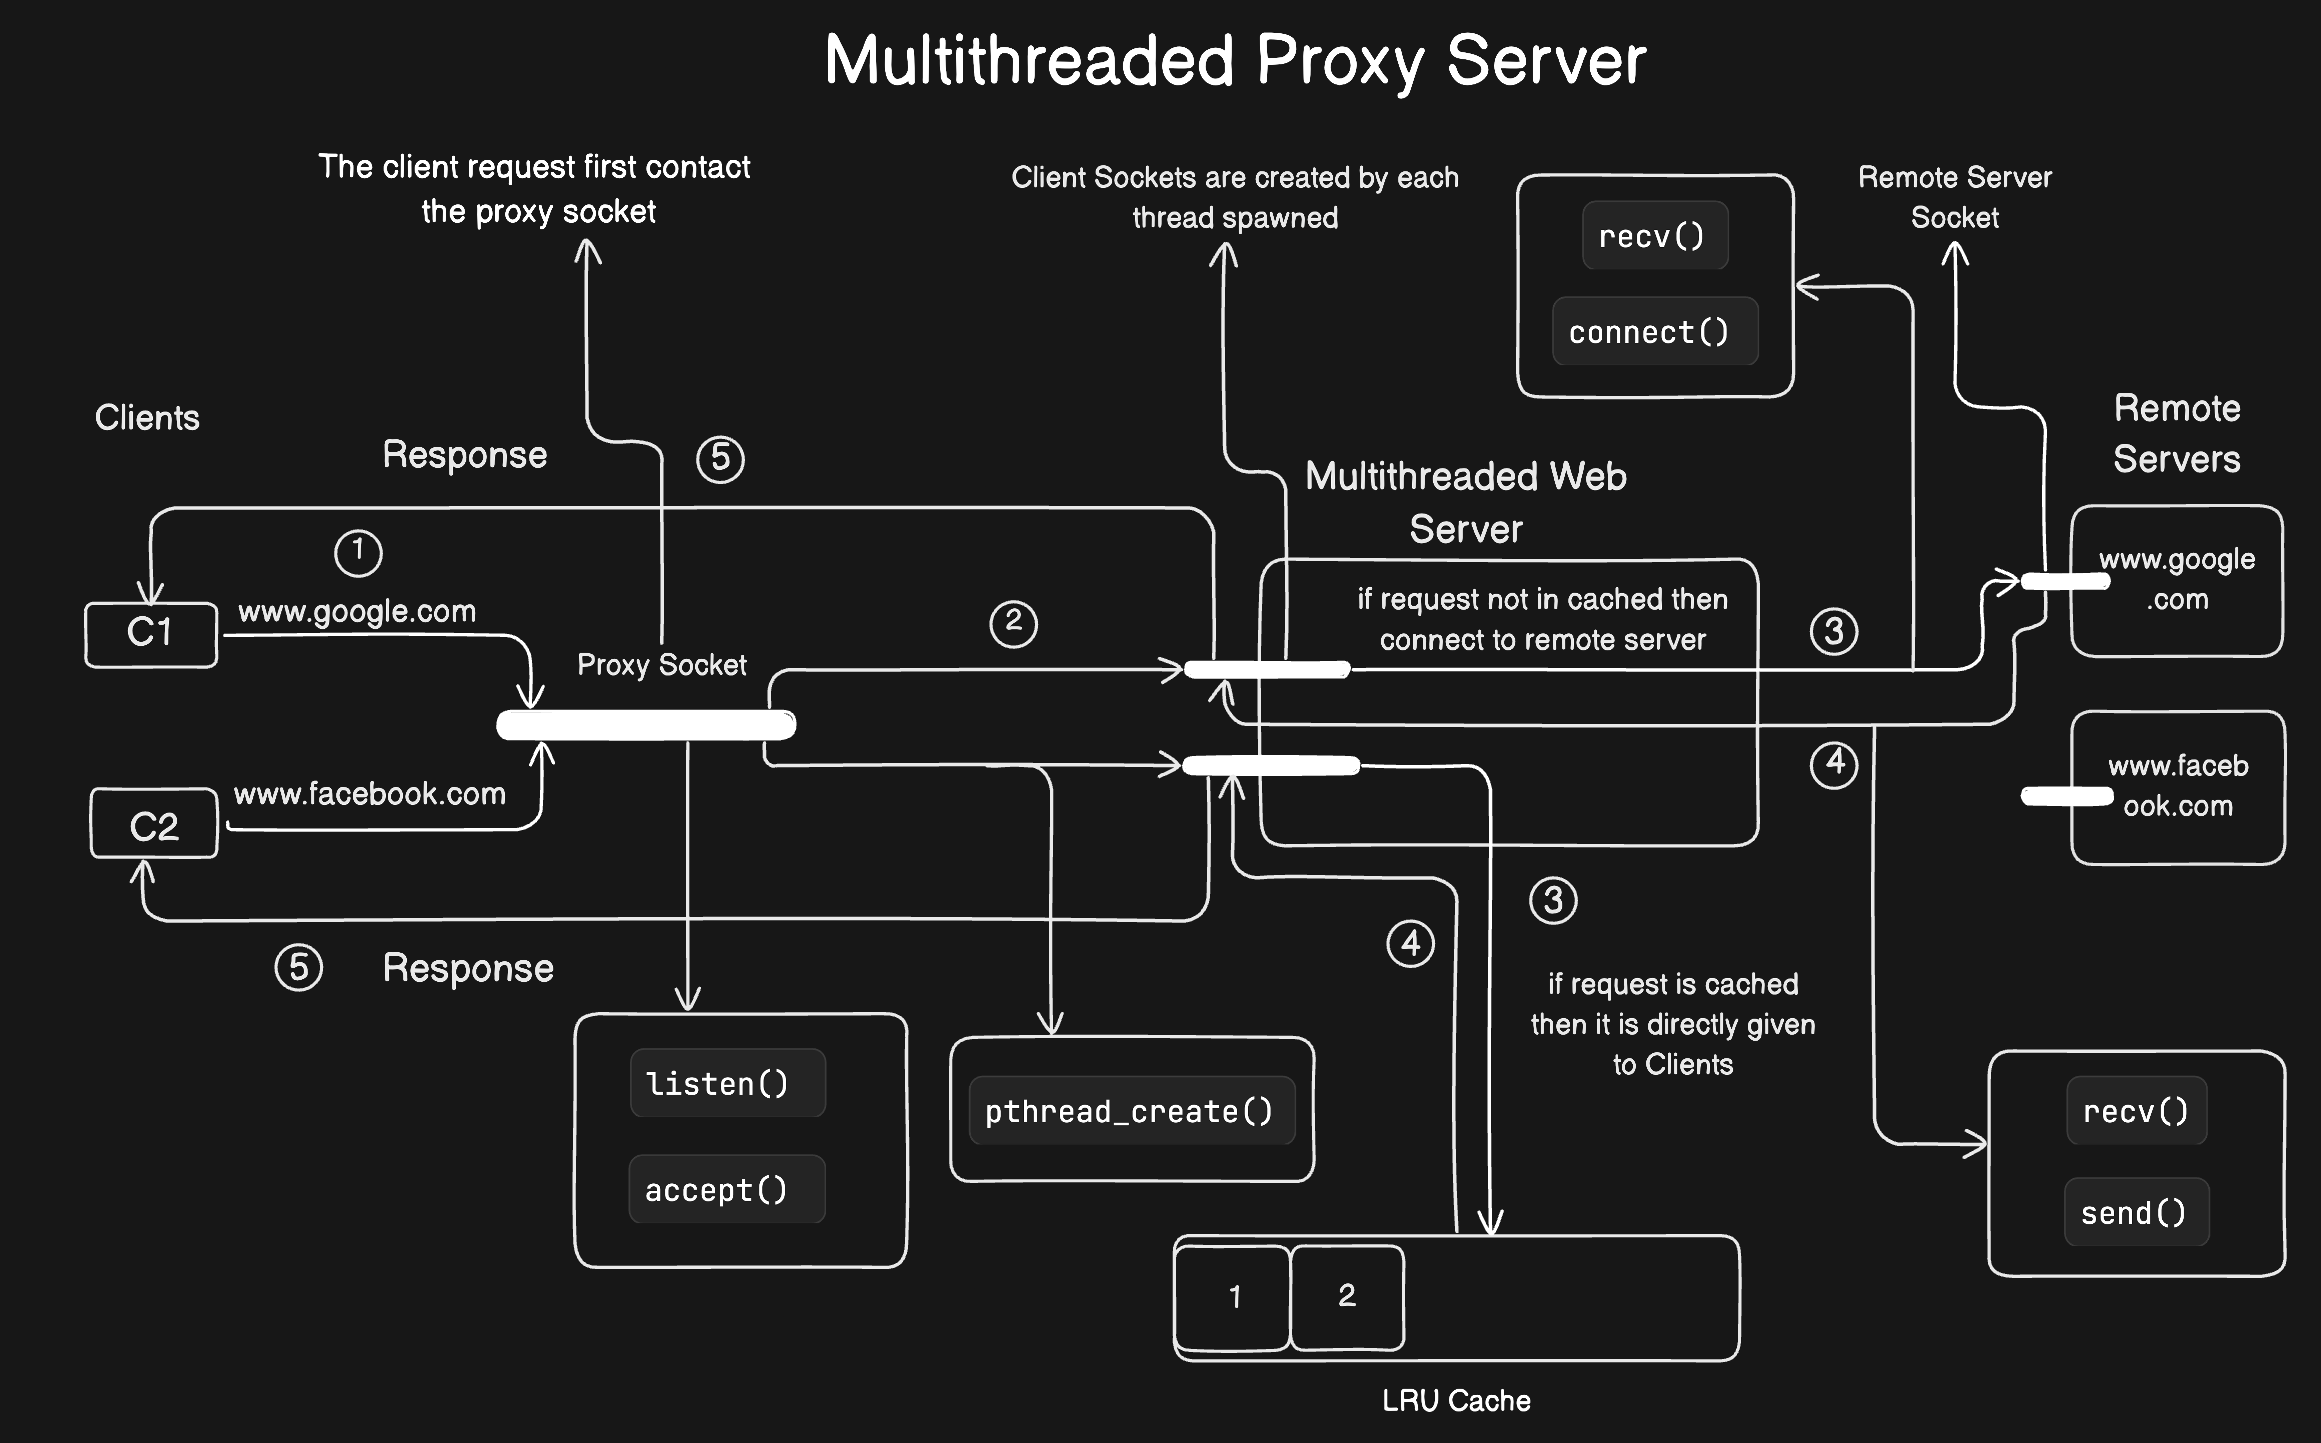 Multithreaded Proxy Server
The client request first contact
the proxy socket
Client Sockets are created by each
thread spawned
recv()
connect()
Remote Server
Socket
Clients
Response
5
Remote
Servers
Multithreaded Web
Server
1
www.google.com
C1
2
if request not in cached then
connect to remote server
3
www.google
.com
Proxy Socket
www.facebook.com
C2
4
www.faceb
ook.com
5
Response
4
3
if request is cached
then it is directly given
to Clients
listen()
accept()
pthread_create()
recv()
send()
1
2
LRU Cache